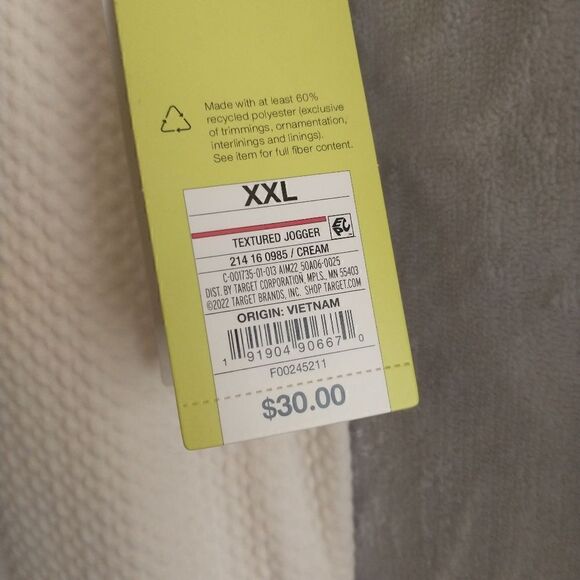 Made with at least 60%
recycled polyester (exclusive
of trimmings, ornamentation,
interlinings and linings).
See item for full fiber content.
XXL
TEXTURED JOGGER
214 16 0985 / CREAM
C-001735-01-013 AIM22 50A06-0025
DIST. BY TARGET CORPORATION, MPLS., MN 55403
©2022 TARGET BRANDS, INC. SHOP TARGET.COM
ORIGIN: VIETNAM
1 91904 90667 0
F00245211
$30.00